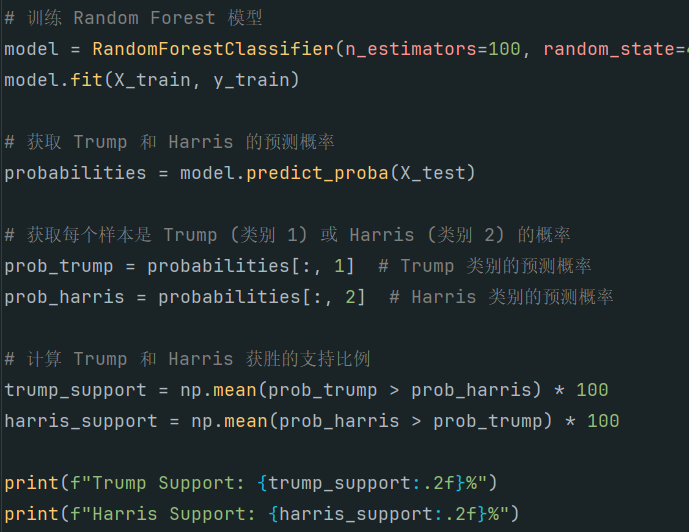 # 训练 Random Forest 模型
model = RandomForestClassifier(n_estimators=100, random_state=
model.fit(X_train, y_train)
# 获取 Trump 和 Harris 的预测概率
probabilities = model.predict_proba(X_test)
# 获取每个样本是 Trump (类别 1) 或 Harris (类别 2) 的概率
prob_trump = probabilities[:, 1]  # Trump 类别的预测概率
prob_harris = probabilities[:, 2]  # Harris 类别的预测概率
# 计算 Trump 和 Harris 获胜的支持比例
trump_support = np.mean(prob_trump > prob_harris) * 100
harris_support = np.mean(prob_harris > prob_trump) * 100
print(f"Trump Support: {trump_support:.2f}%")
print(f"Harris Support: {harris_support:.2f}%")